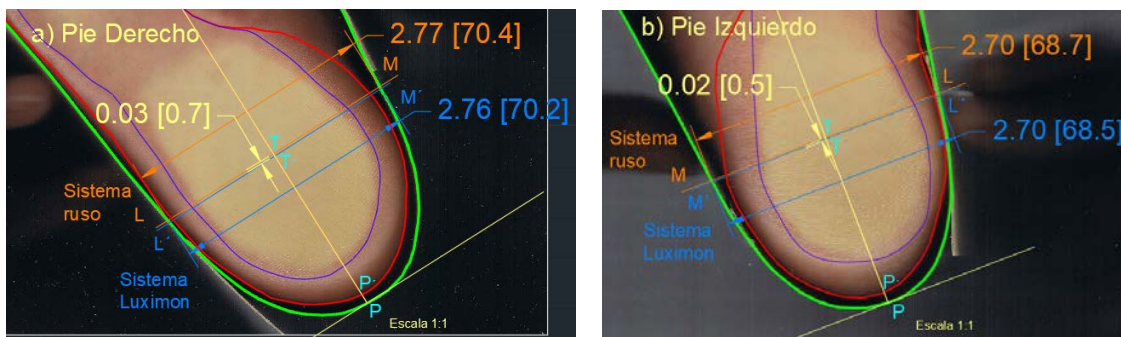 a) Pie Derecho
2.77 [70.4]
M
M´
0.03 [0.7]
2.76 [70.2]
T
T´
Sistema
ruso
L
L´
Sistema
Luximon
P´
P
Escala 1:1
b) Pie Izquierdo
2.70 [68.7]
0.02 [0.5]
L
L´
2.70 [68.5]
T
T´
Sistema
ruso
M
M´
Sistema
Luximon
P´
P
Escala 1:1